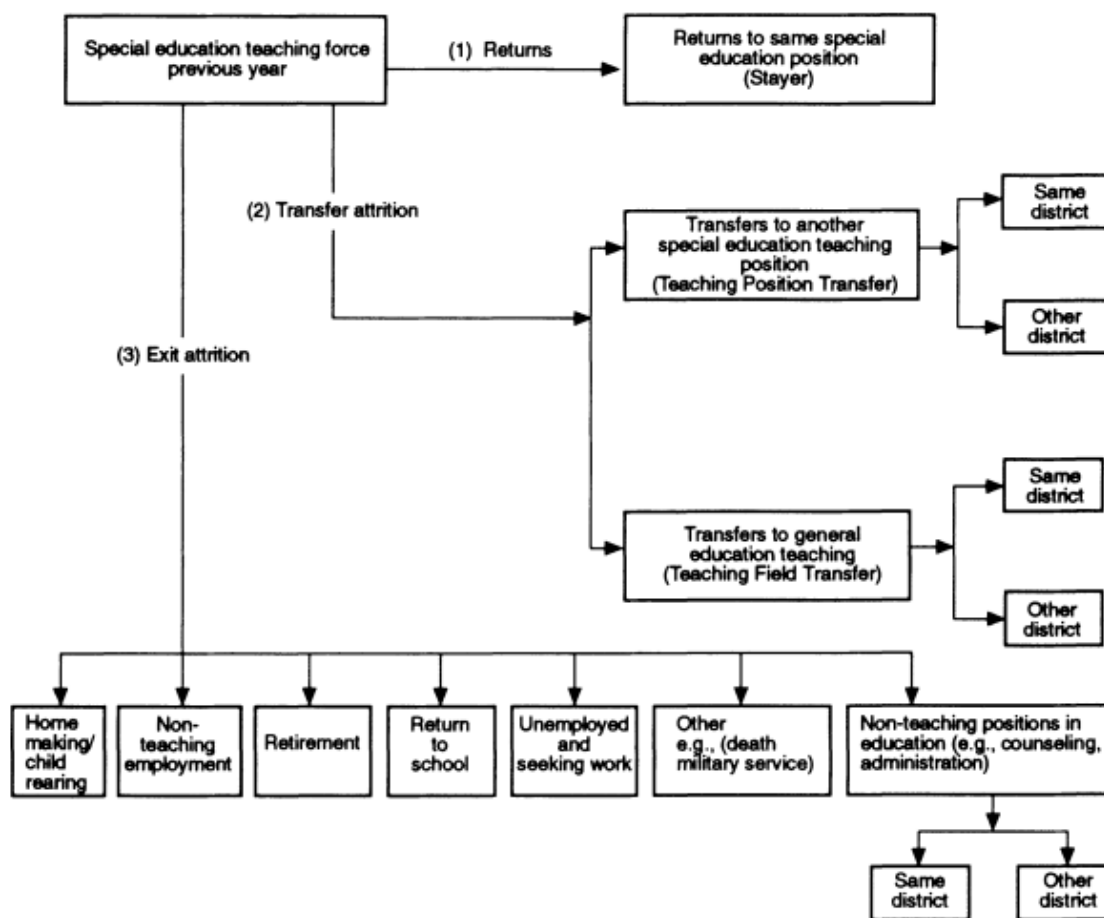 Special education teaching force
previous year
(1) Returns
Returns to same special
education position
(Stayer)
(2) Transfer attrition
Transfers to another
special education teaching
position
(Teaching Position Transfer)
Same
district
Other
district
(3) Exit attrition
Transfers to general
education teaching
(Teaching Field Transfer)
Same
district
Other
district
Home
making/
child
rearing
Non-
teaching
employment
Retirement
Return
to
school
Unemployed
and
seeking work
Other
e.g., (death
military service)
Non-teaching positions in
education (e.g., counseling,
administration)
Same
district
Other
district